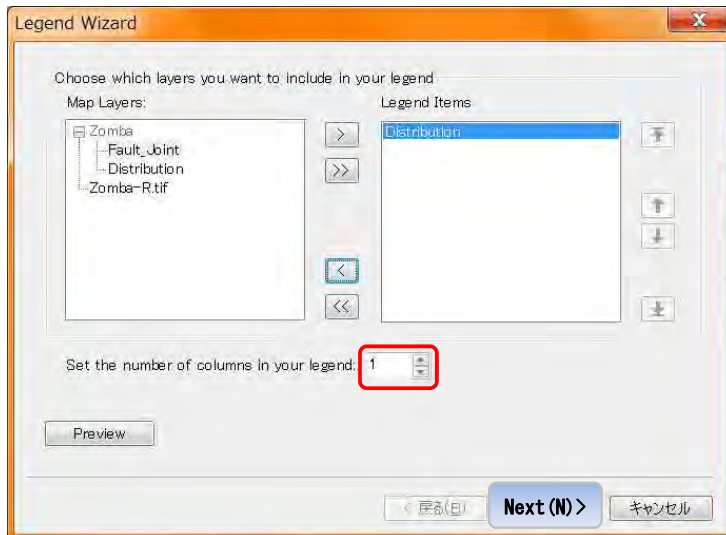 Legend Wizard
Choose which layers you want to include in your legend
Map Layers:
Legend Items
Zomba
Fault_Joint
Distribution
Zomba-R.tif
>
>>
<
<<
Distribution
Set the number of columns in your legend:
1
Preview
< 戻る(B)
Next(N)>
キャンセル